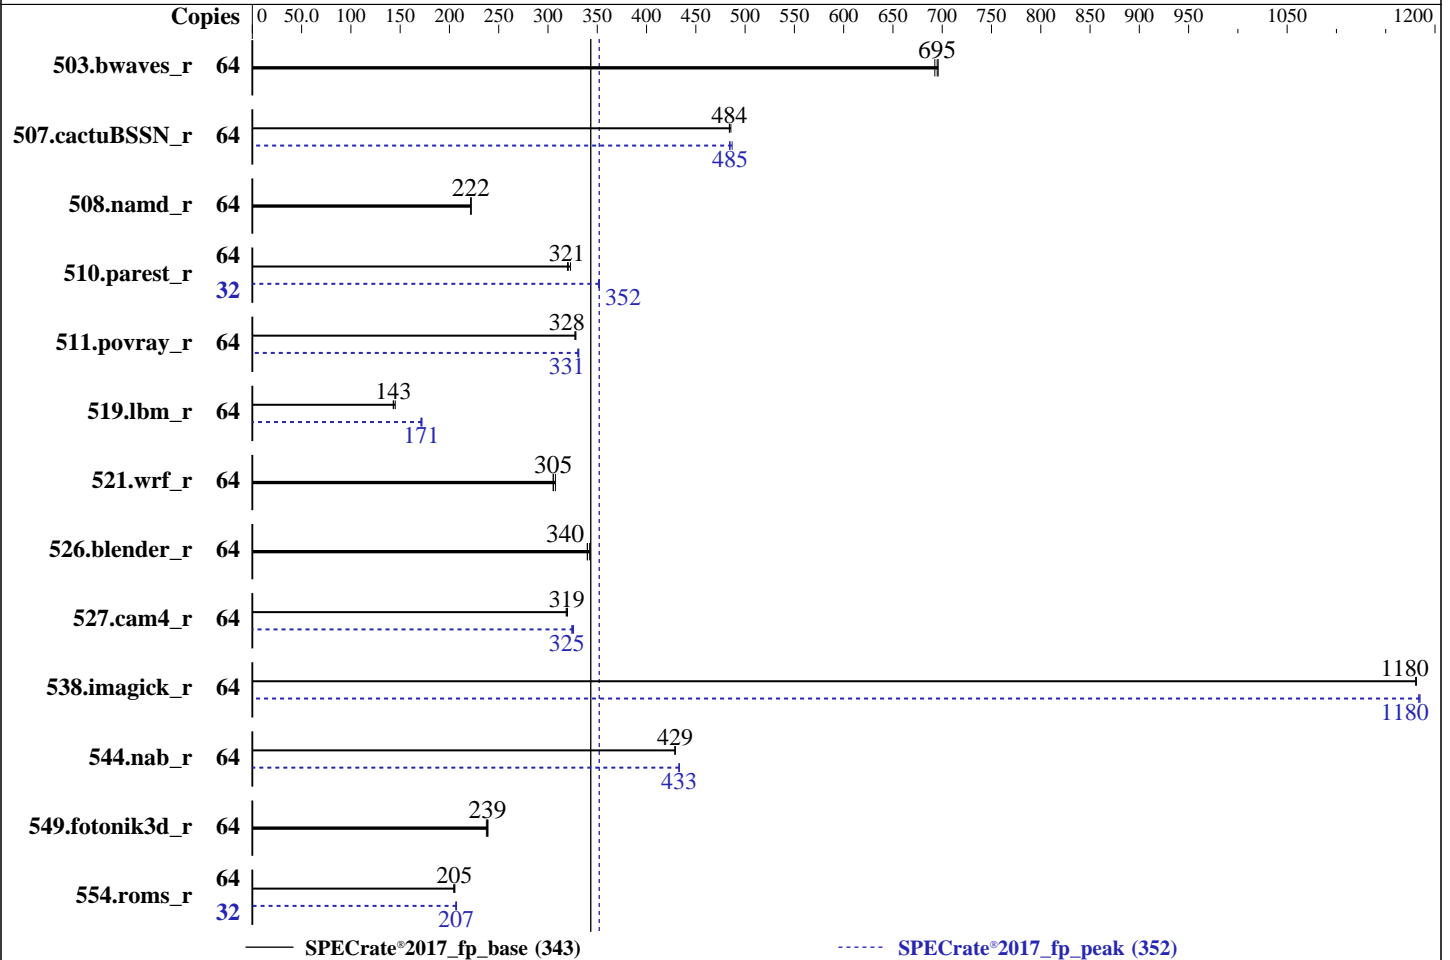 Copies 0 50.0 100 150 200 250 300 350 400 450 500 550 600 650 700 750 800 850 900 950 1050 1200
503.bwaves_r 64 695
507.cactuBSSN_r 64 484
485
508.namd_r 64 222
510.parest_r 64 321
32 352
511.povray_r 64 328
331
519.lbm_r 64 143
171
521.wrf_r 64 305
526.blender_r 64 340
527.cam4_r 64 319
325
538.imagick_r 64 1180
1180
544.nab_r 64 429
433
549.fotonik3d_r 64 239
554.roms_r 64 205
32 207
SPECrate®2017_fp_base (343) SPECrate®2017_fp_peak (352)